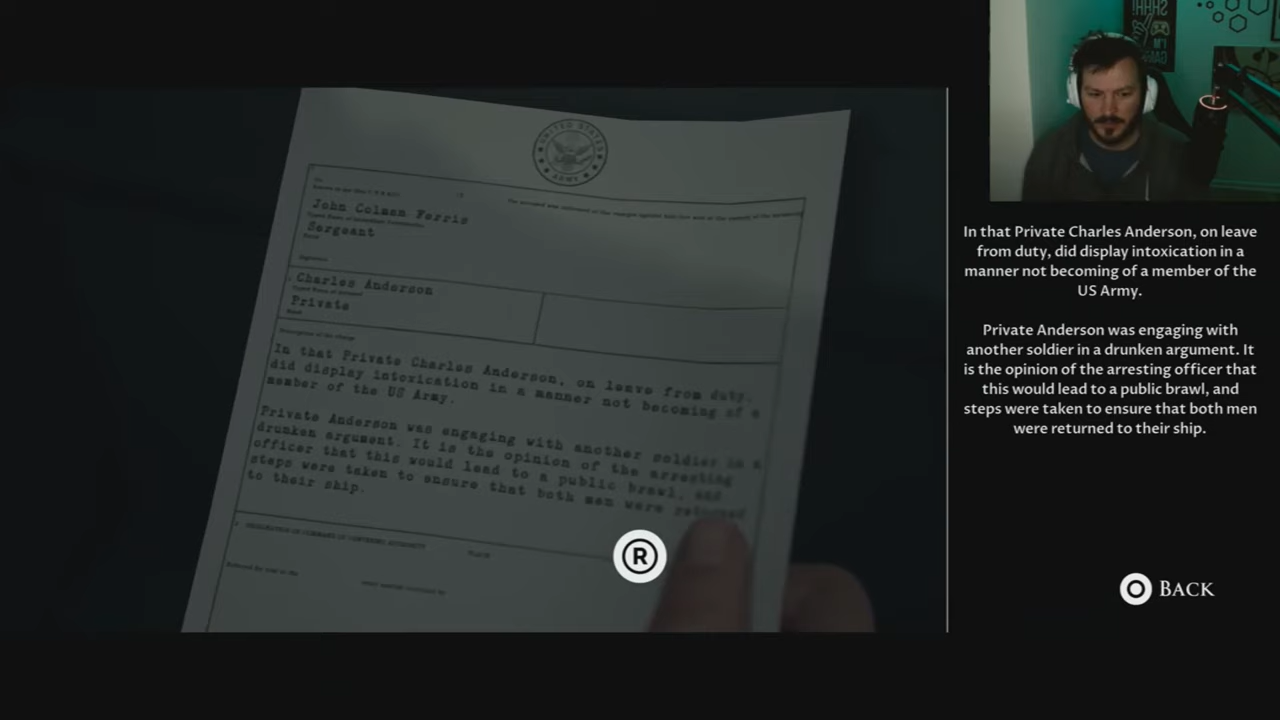 SHHH!
I'M
UNITED STATES
ARMY
John Colman Ferris
Sergeant
Charles Anderson
Private
Description of the charge
In that Private Charles Anderson, on leave from duty,
did display intoxication in a manner not becoming of a
member of the US Army.
Private Anderson was engaging with another soldier in a
drunken argument. It is the opinion of the arresting
officer that this would lead to a public brawl, and
steps were taken to ensure that both men were returned
to their ship.
R
In that Private Charles Anderson, on leave
from duty, did display intoxication in a
manner not becoming of a member of the
US Army.
Private Anderson was engaging with
another soldier in a drunken argument. It
is the opinion of the arresting officer that
this would lead to a public brawl, and
steps were taken to ensure that both men
were returned to their ship.
BACK